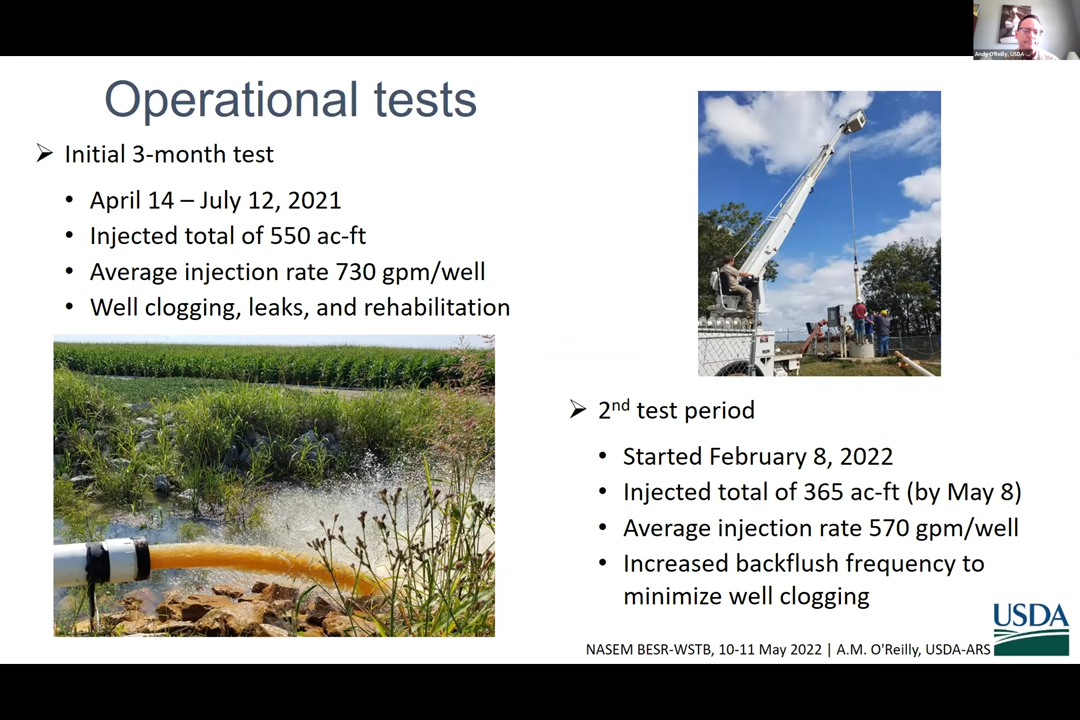 Andy O'Reilly, USDA-
Operational tests
Initial 3-month test
April 14 – July 12, 2021
Injected total of 550 ac-ft
Average injection rate 730 gpm/well
Well clogging, leaks, and rehabilitation
2nd test period
Started February 8, 2022
Injected total of 365 ac-ft (by May 8)
Average injection rate 570 gpm/well
Increased backflush frequency to
minimize well clogging
NASEM BESR-WSTB, 10-11 May 2022 | A.M. O'Reilly, USDA-ARS
USDA